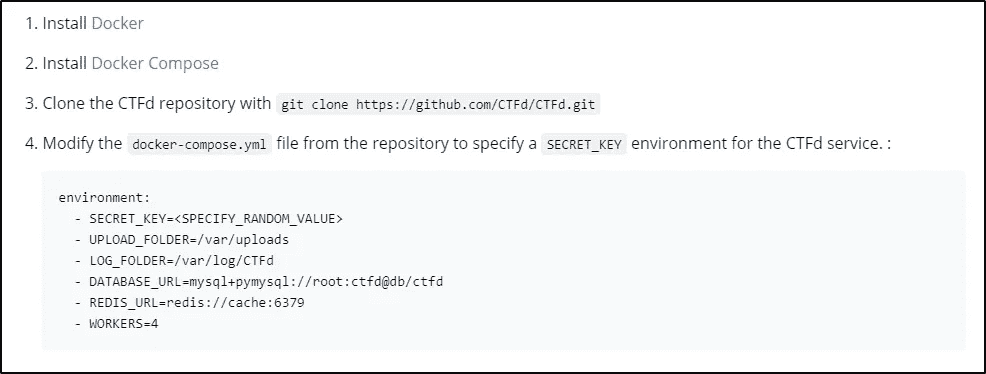 1. Install Docker
2. Install Docker Compose
3. Clone the CTFd repository with git clone https://github.com/CTFd/CTFd.git
4. Modify the docker-compose.yml file from the repository to specify a SECRET_KEY environment for the CTFd service. :
environment:
  - SECRET_KEY=<SPECIFY_RANDOM_VALUE>
  - UPLOAD_FOLDER=/var/uploads
  - LOG_FOLDER=/var/log/CTFd
  - DATABASE_URL=mysql+pymysql://root:ctfd@db/ctfd
  - REDIS_URL=redis://cache:6379
  - WORKERS=4